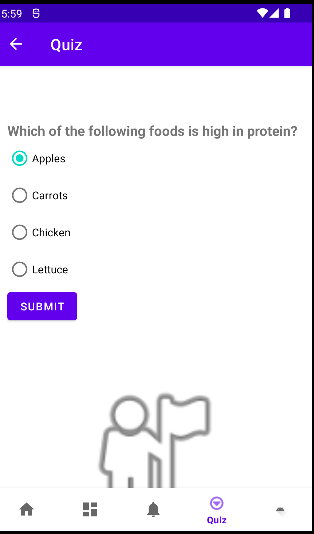 5:59
Quiz
Which of the following foods is high in protein?
Apples
Carrots
Chicken
Lettuce
SUBMIT
Quiz